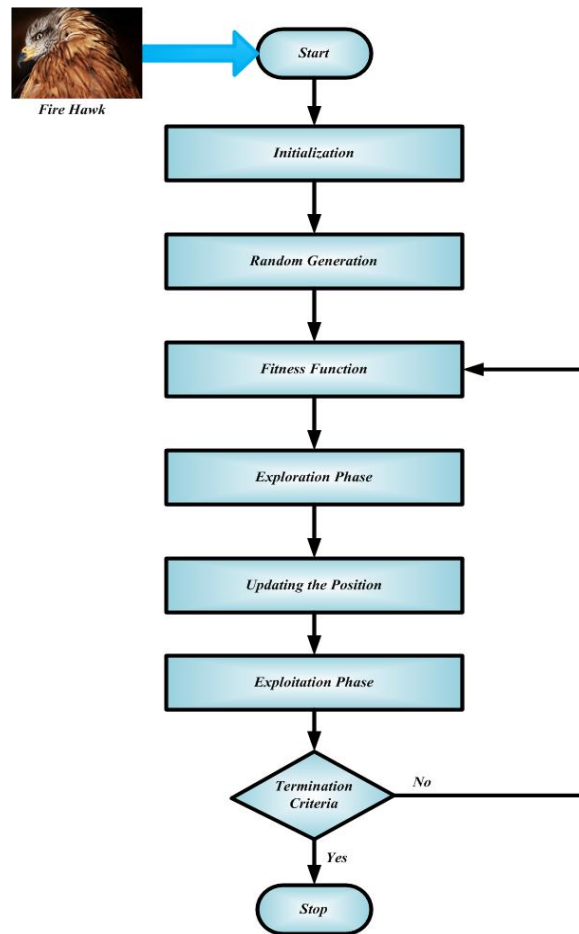 Start
Fire Hawk
Initialization
Random Generation
Fitness Function
Exploration Phase
Updating the Position
Exploitation Phase
Termination
Criteria
No
Yes
Stop